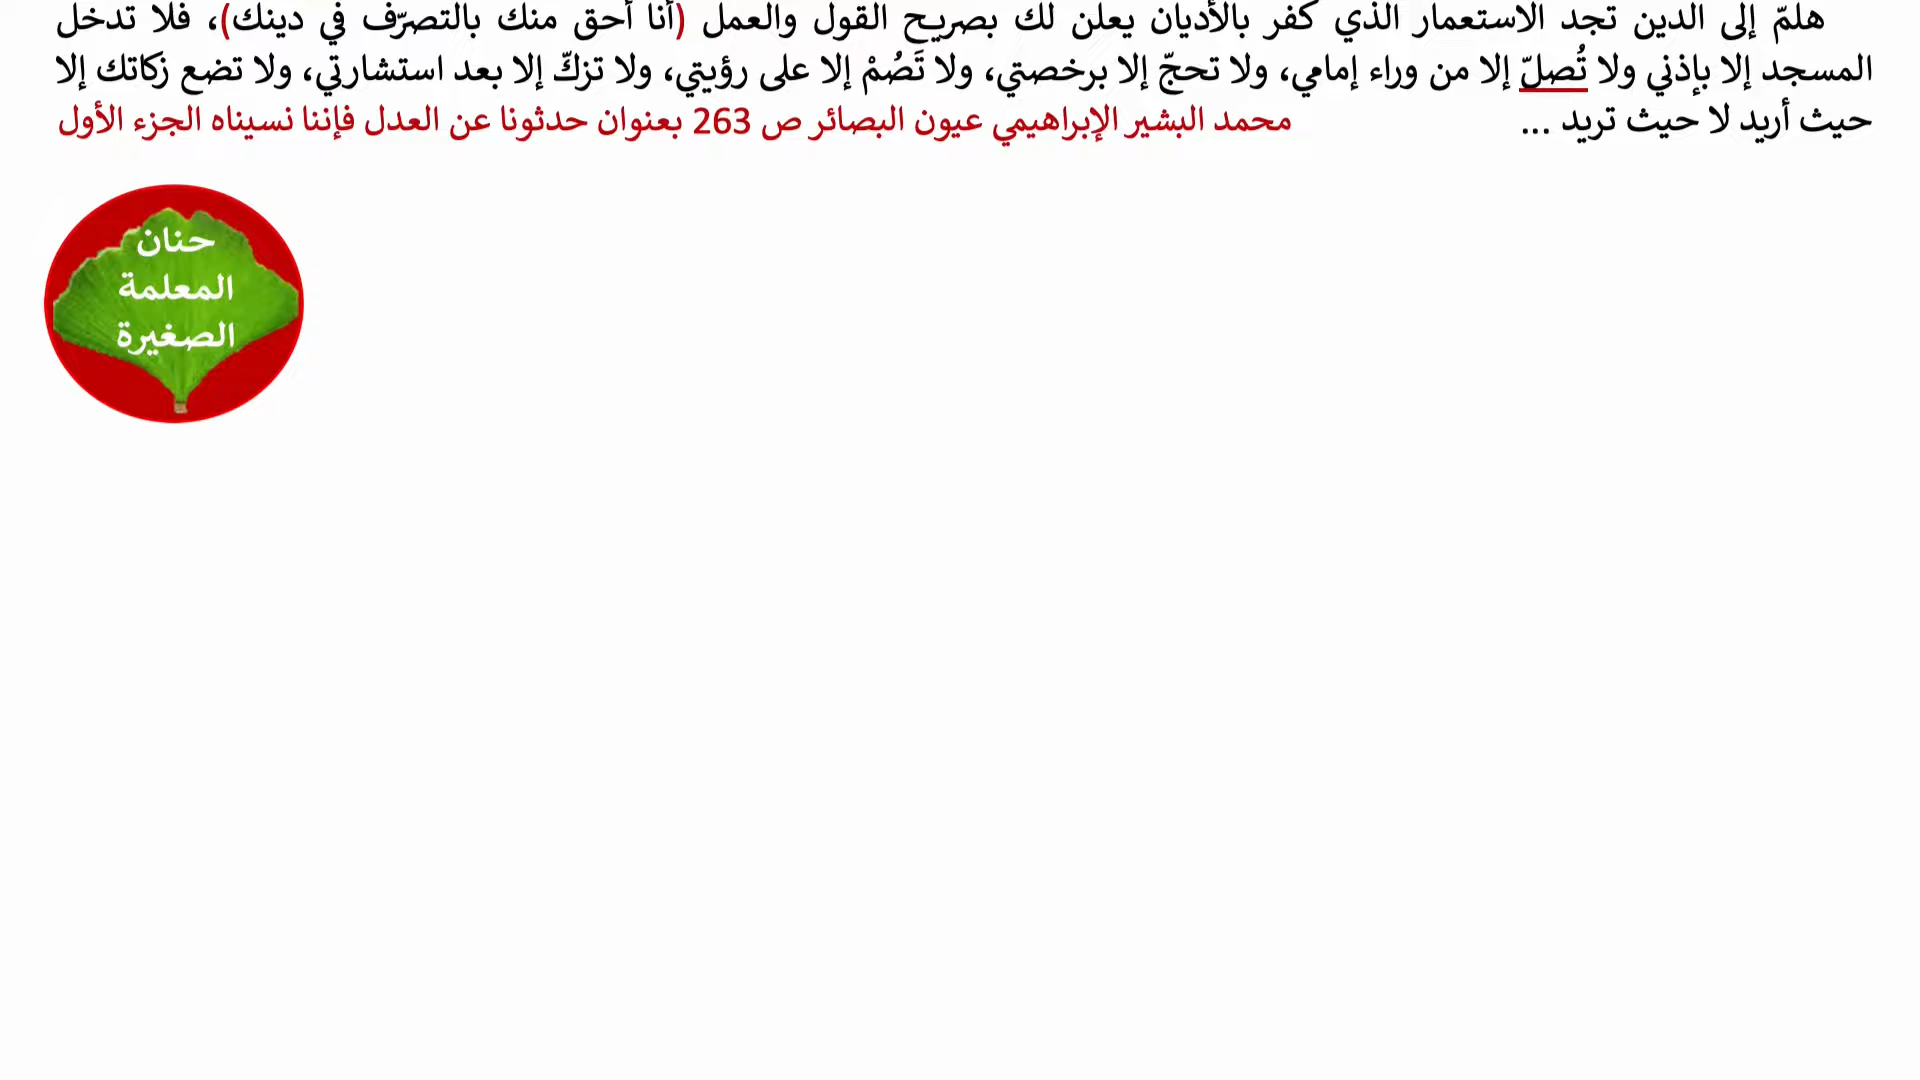 هلمّ إلى الدين تجد الاستعمار الذي كفر بالأديان يعلن لك بصريح القول والعمل (أنا أحق منك بالتصرّف في دينك)، فلا تدخل
المسجد إلا بإذني ولا تُصلّ إلا من وراء إمامي، ولا تحجّ إلا برخصتي، ولا تَصُمْ إلا على رؤيتي، ولا تزكّ إلا بعد استشارتي، ولا تضع زكاتك إلا
حيث أريد لا حيث تريد ... محمد البشير الإبراهيمي عيون البصائر ص 263 بعنوان حدثونا عن العدل فإننا نسيناه الجزء الأول
حنان
المعلمة
الصغيرة